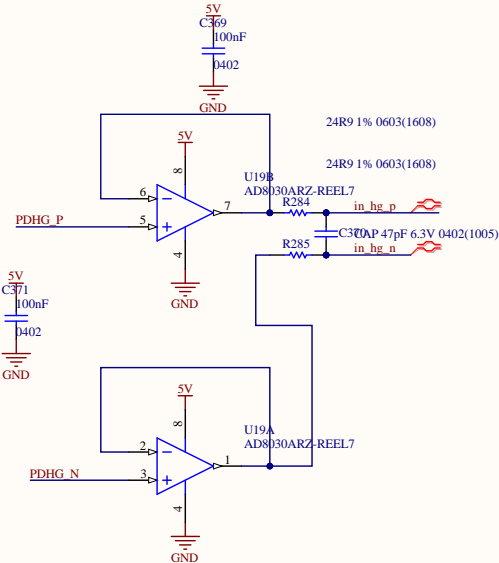 5V
C369
100nF
0402
GND
24R9 1% 0603(1608)
24R9 1% 0603(1608)
5V
8
U19B
AD8030ARZ-REEL7
6
7
R284
in_hg_p
PDHG_P
5
C370
CAP 47pF 6.3V 0402(1005)
4
R285
in_hg_n
GND
5V
C371
100nF
0402
GND
5V
8
U19A
AD8030ARZ-REEL7
2
1
PDHG_N
3
4
GND